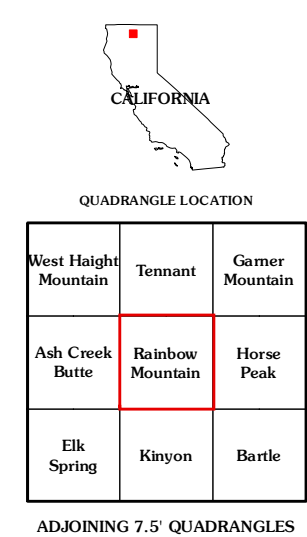 CALIFORNIA
QUADRANGLE LOCATION
West Haight
Mountain
Tennant
Garner
Mountain
Ash Creek
Butte
Rainbow
Mountain
Horse
Peak
Elk
Spring
Kinyon
Bartle
ADJOINING 7.5' QUADRANGLES